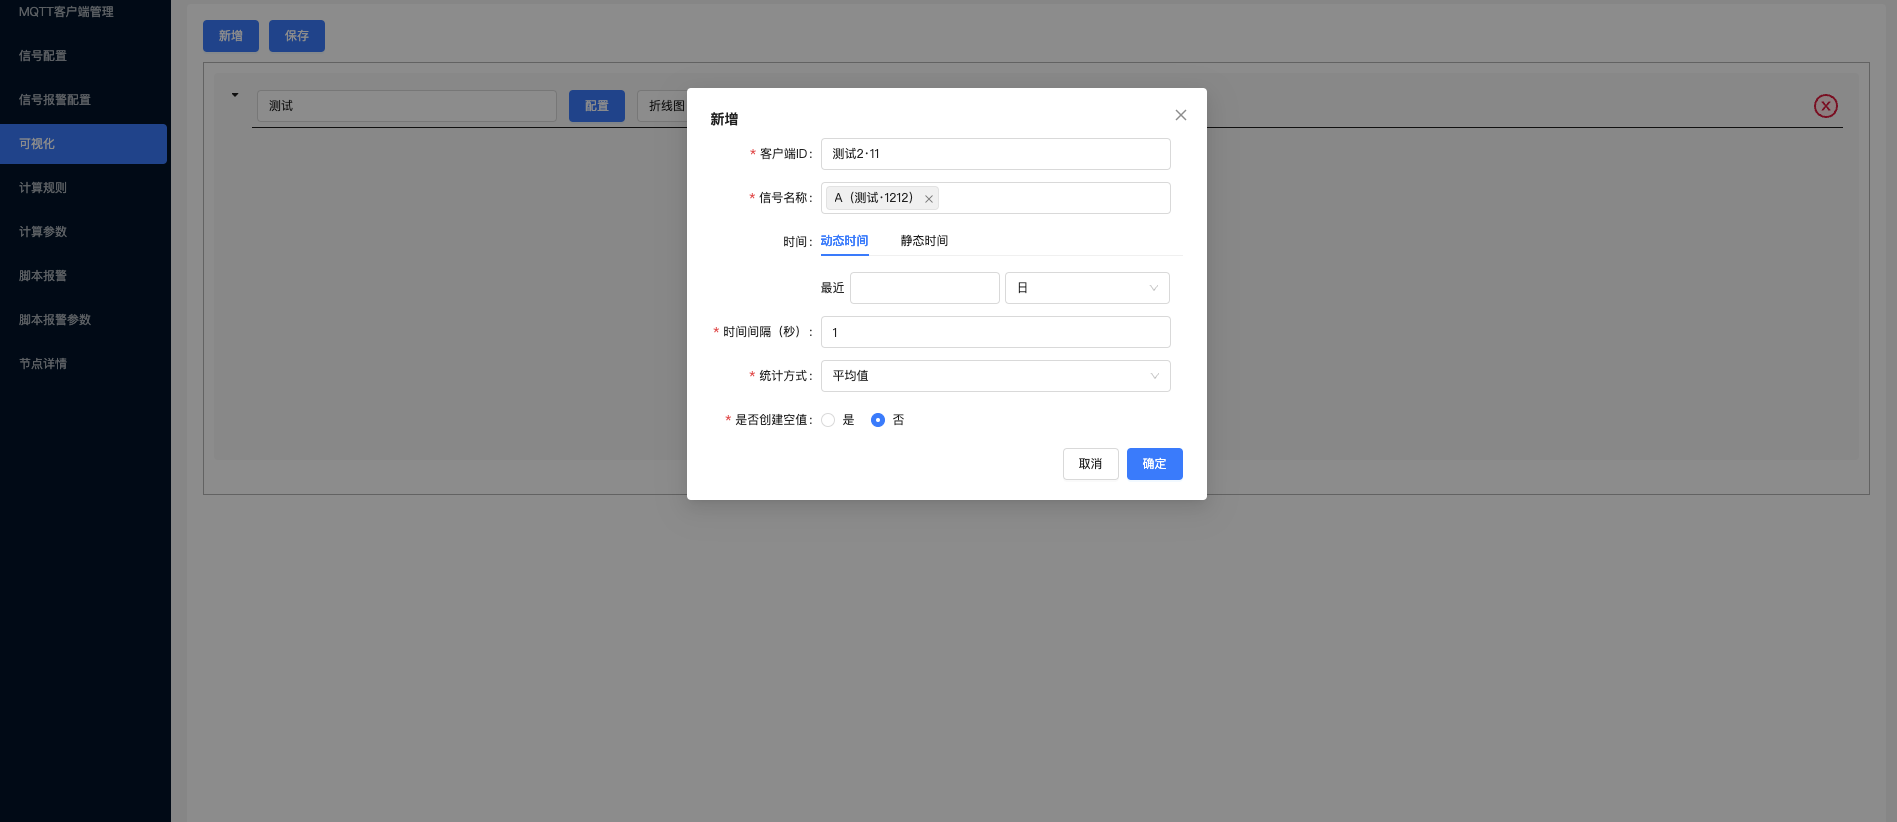 MQTT客户端管理
信号配置
信号报警配置
可视化
计算规则
计算参数
脚本报警
脚本报警参数
节点详情
新增 保存
测试 配置 折线图
新增
* 客户端ID: 测试2·11
* 信号名称: A（测试·1212）
时间: 动态时间 静态时间
最近 日
* 时间间隔（秒）: 1
* 统计方式: 平均值
* 是否创建空值: 是 否
取消 确定